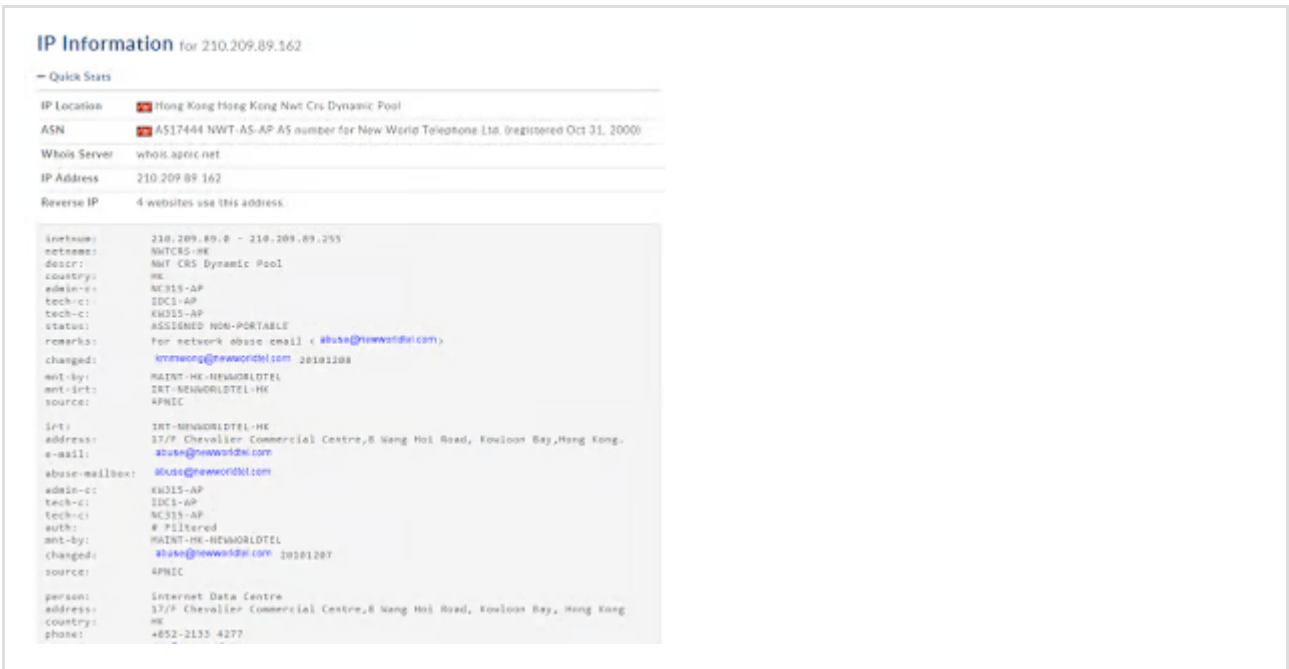 IP Information for 210.209.89.162
− Quick Stats
IP Location Hong Kong Hong Kong Nwt Crs Dynamic Pool
ASN AS17444 NWT-AS-AP AS number for New World Telephone Ltd. (registered Oct 31, 2000)
Whois Server whois.apnic.net
IP Address 210.209.89.162
Reverse IP 4 websites use this address.
inetnum: 210.209.89.0 - 210.209.89.255
netname: NWTCRS-HK
descr: NWT CRS Dynamic Pool
country: HK
admin-c: NC315-AP
tech-c: IDC1-AP
tech-c: KW315-AP
status: ASSIGNED NON-PORTABLE
remarks: For network abuse email < abuse@newworldtel.com>
changed: kmmwong@newworldtel.com 20101208
mnt-by: MAINT-HK-NEWWORLDTEL
mnt-irt: IRT-NEWWORLDTEL-HK
source: APNIC
irt: IRT-NEWWORLDTEL-HK
address: 17/F Chevalier Commercial Centre,8 Wang Hoi Road, Kowloon Bay,Hong Kong.
e-mail: abuse@newworldtel.com
abuse-mailbox: abuse@newworldtel.com
admin-c: KW315-AP
tech-c: IDC1-AP
tech-c: NC315-AP
auth: # Filtered
mnt-by: MAINT-HK-NEWWORLDTEL
changed: abuse@newworldtel.com 20101207
source: APNIC
person: Internet Data Centre
address: 17/F Chevalier Commercial Centre,8 Wang Hoi Road, Kowloon Bay, Hong Kong
country: HK
phone: +852-2133 4277